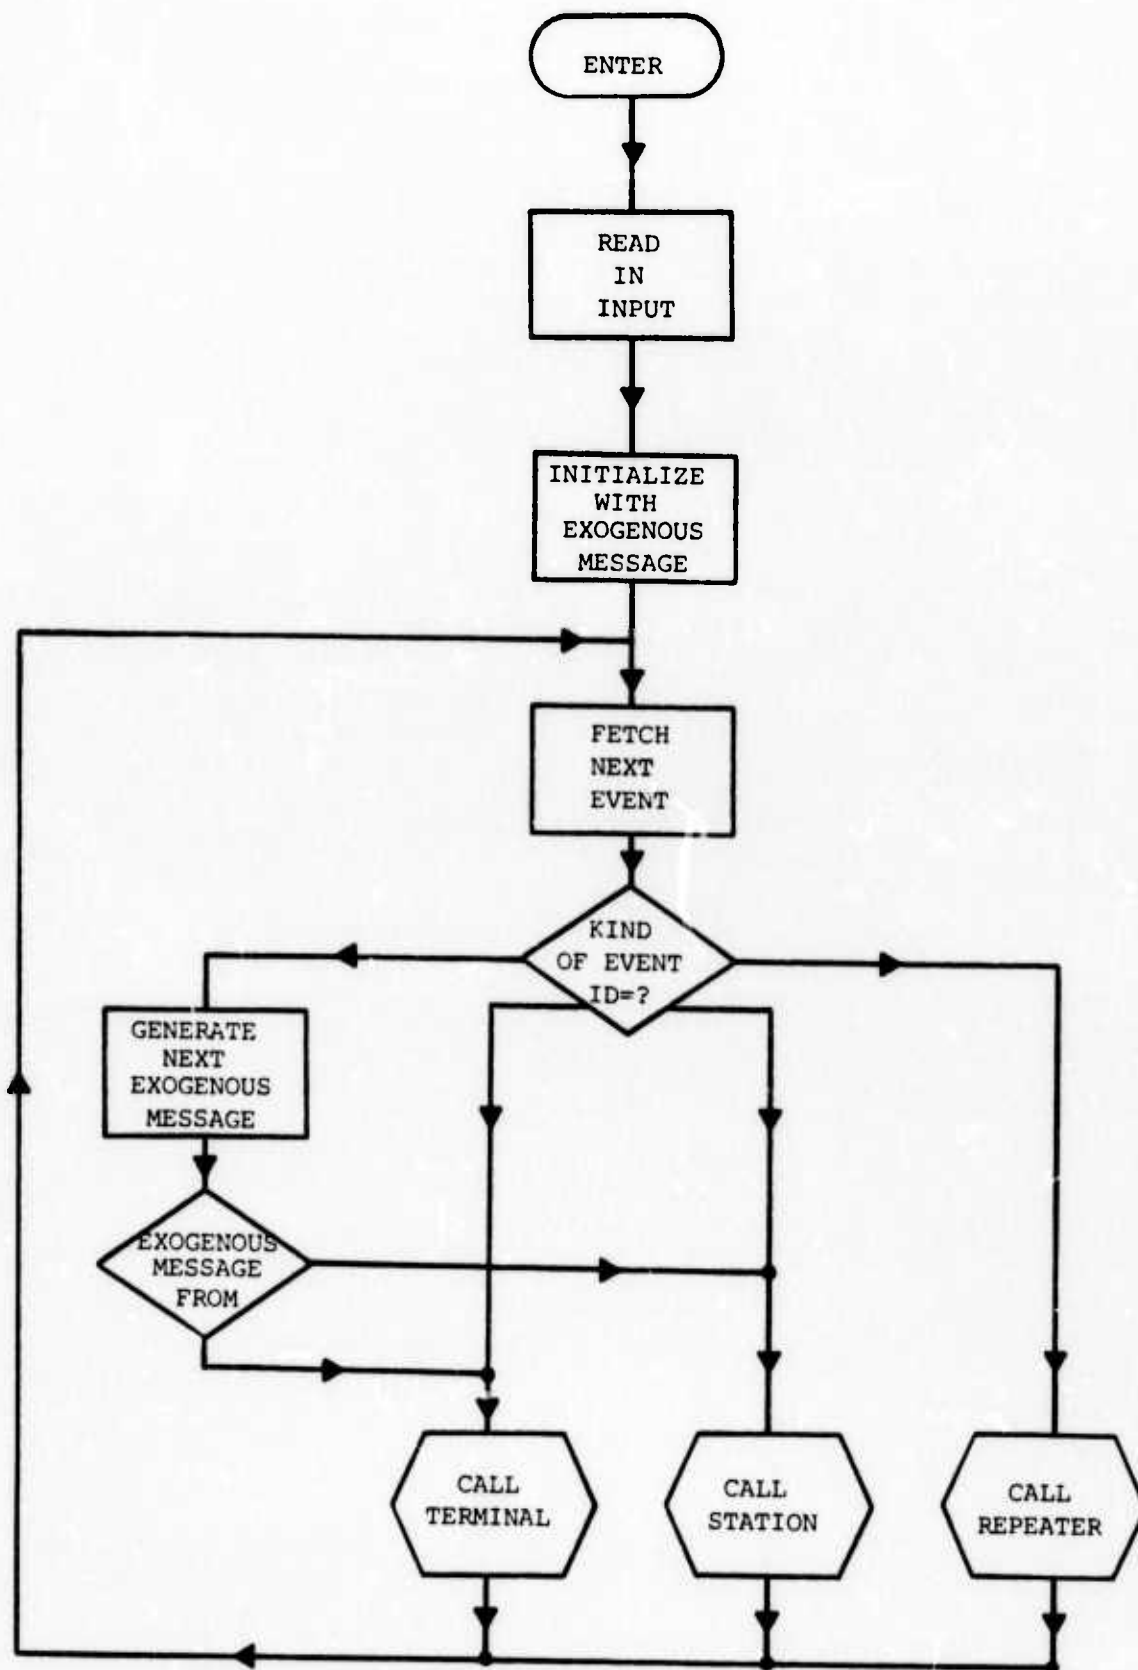 ENTER
READ
IN
INPUT
INITIALIZE
WITH
EXOGENOUS
MESSAGE
FETCH
NEXT
EVENT
KIND
OF EVENT
ID=?
GENERATE
NEXT
EXOGENOUS
MESSAGE
EXOGENOUS
MESSAGE
FROM
CALL
TERMINAL
CALL
STATION
CALL
REPEATER